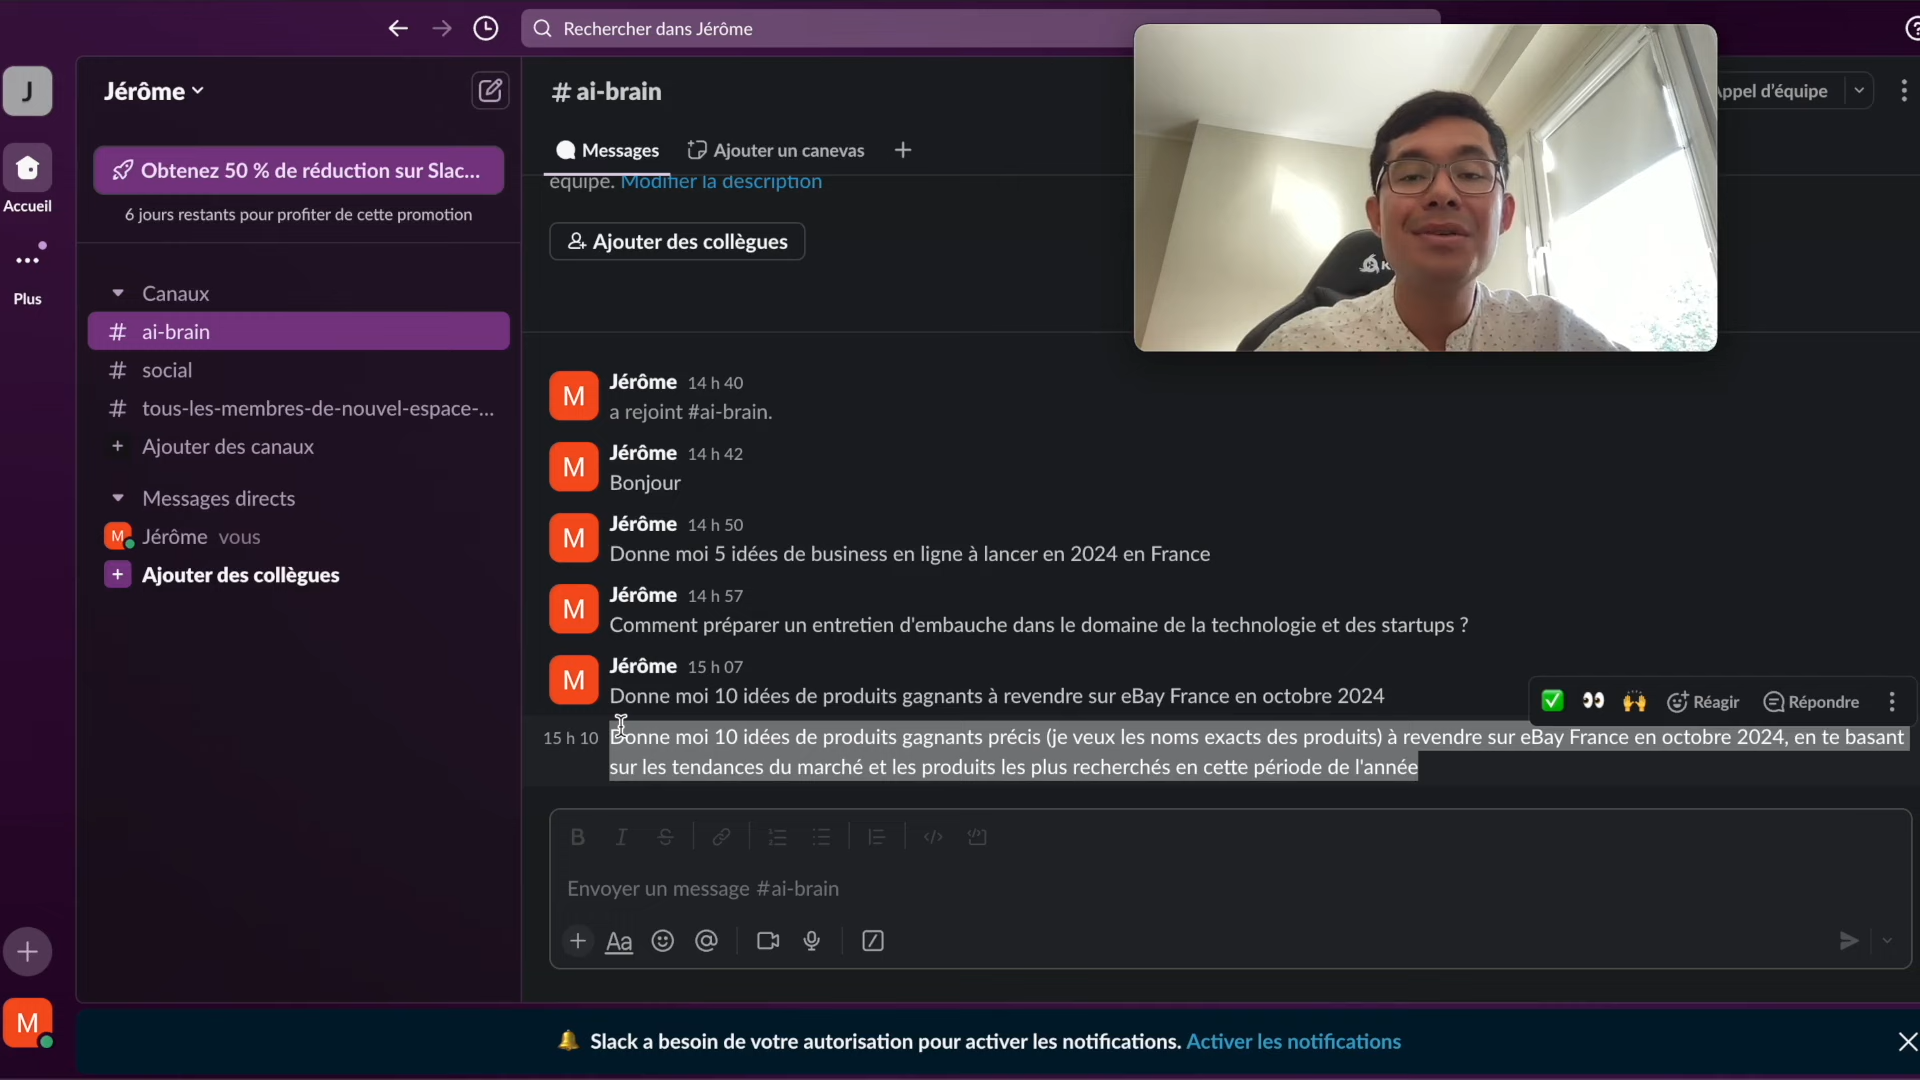 Rechercher dans Jérôme
J
Jérôme
# ai-brain
Appel d'équipe
Obtenez 50 % de réduction sur Slac...
6 jours restants pour profiter de cette promotion
Accueil
Plus
Messages
Ajouter un canevas
équipe. Modifier la description
Ajouter des collègues
Canaux
# ai-brain
# social
# tous-les-membres-de-nouvel-espace-...
+ Ajouter des canaux
Messages directs
M Jérôme vous
+ Ajouter des collègues
M
Jérôme 14 h 40
a rejoint #ai-brain.
M
Jérôme 14 h 42
Bonjour
M
Jérôme 14 h 50
Donne moi 5 idées de business en ligne à lancer en 2024 en France
M
Jérôme 14 h 57
Comment préparer un entretien d'embauche dans le domaine de la technologie et des startups ?
M
Jérôme 15 h 07
Donne moi 10 idées de produits gagnants à revendre sur eBay France en octobre 2024
Réagir
Répondre
15 h 10 Donne moi 10 idées de produits gagnants précis (je veux les noms exacts des produits) à revendre sur eBay France en octobre 2024, en te basant
sur les tendances du marché et les produits les plus recherchés en cette période de l'année
B I S
Envoyer un message #ai-brain
+ Aa @
M
Slack a besoin de votre autorisation pour activer les notifications. Activer les notifications